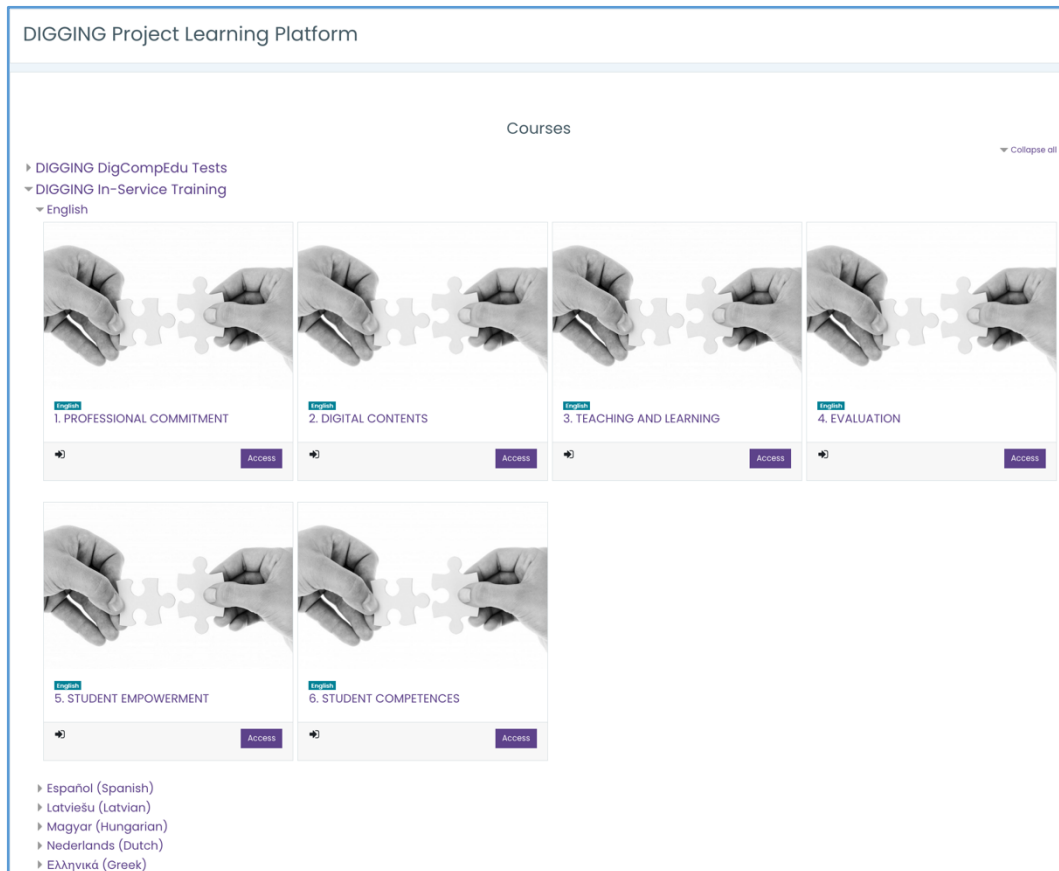 DIGGING Project Learning Platform
Courses
Collapse all
DIGGING DigCompEdu Tests
DIGGING In-Service Training
English
English
1. PROFESSIONAL COMMITMENT
Access
English
2. DIGITAL CONTENTS
Access
English
3. TEACHING AND LEARNING
Access
English
4. EVALUATION
Access
English
5. STUDENT EMPOWERMENT
Access
English
6. STUDENT COMPETENCES
Access
Español (Spanish)
Latviešu (Latvian)
Magyar (Hungarian)
Nederlands (Dutch)
Ελληνικά (Greek)